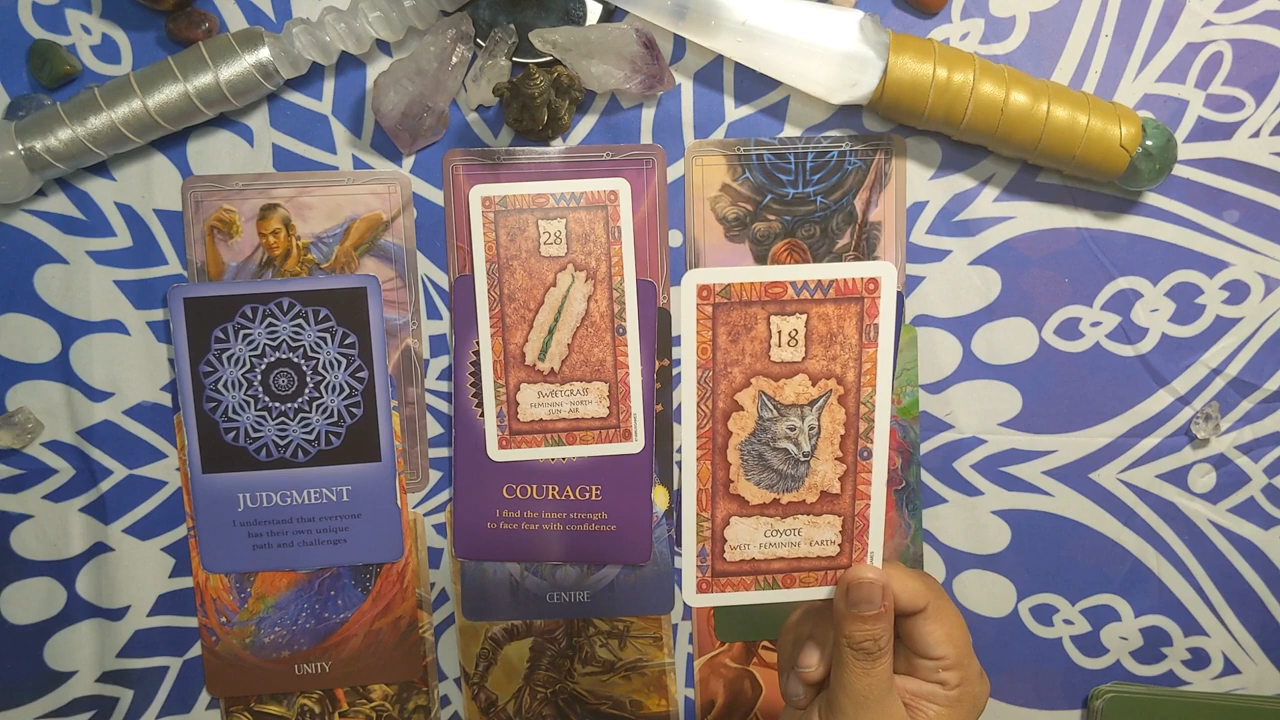 JUDGMENT
I understand that everyone
has their own unique
path and challenges
UNITY
28
SWEETGRASS
FEMININE - NORTH -
SUN - AIR
COURAGE
I find the inner strength
to face fear with confidence
CENTRE
18
COYOTE
WEST - FEMININE - EARTH